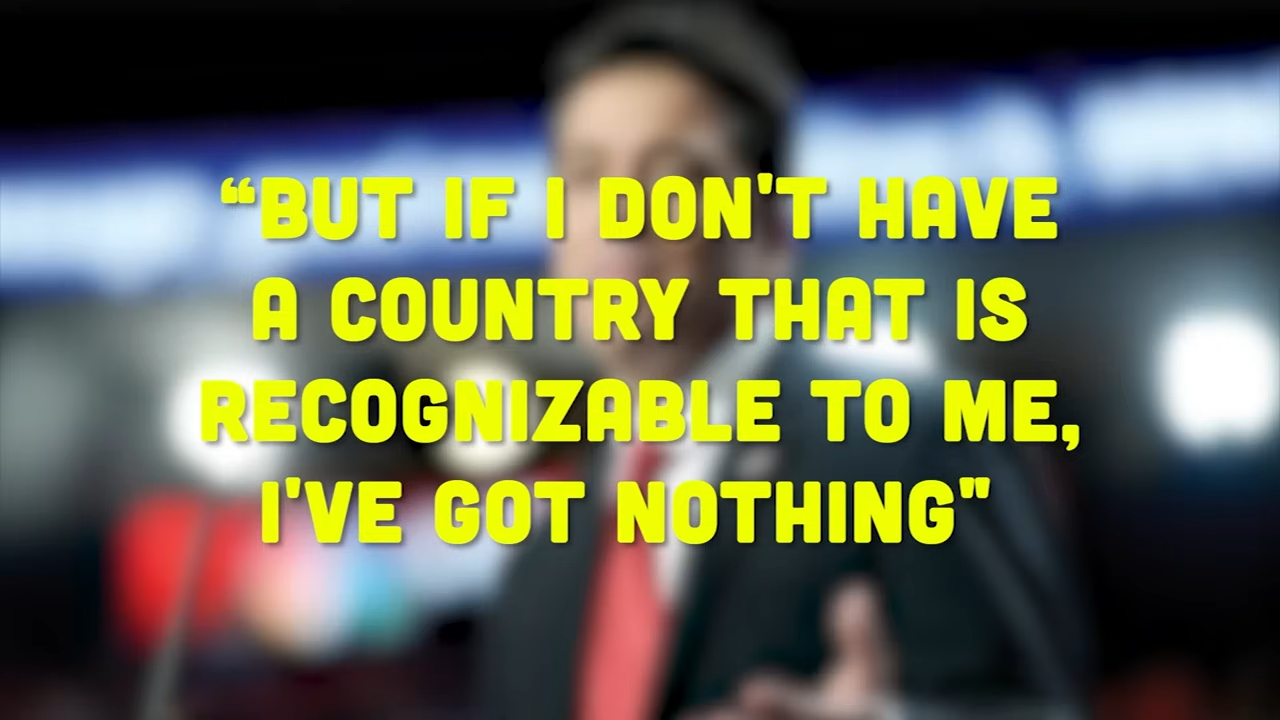 “BUT IF I DON'T HAVE
A COUNTRY THAT IS
RECOGNIZABLE TO ME,
I'VE GOT NOTHING"